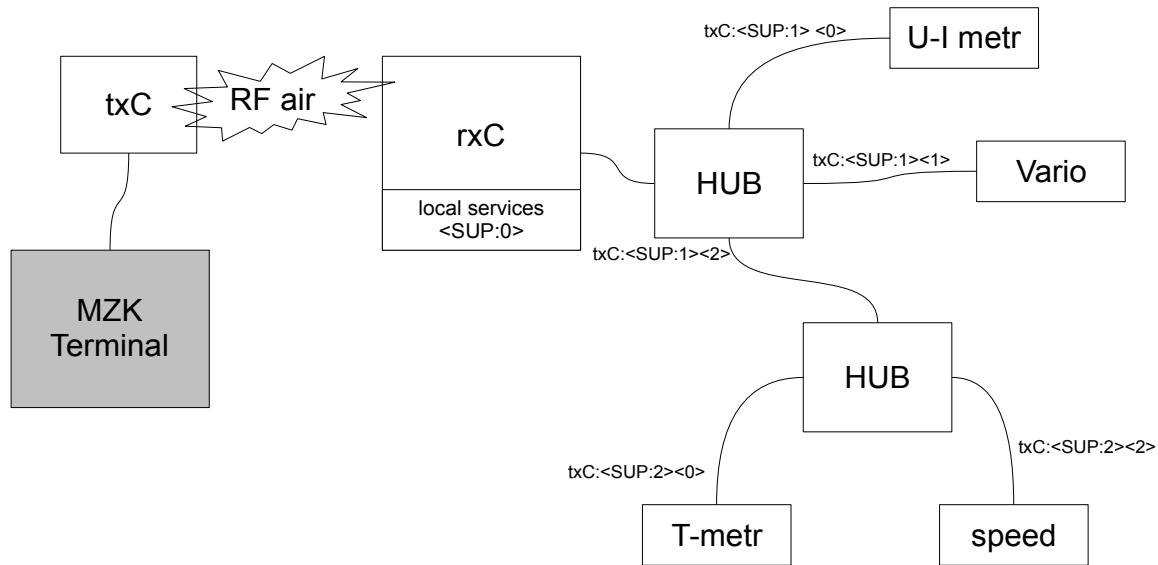 txC:<SUP:1> <0>
U-I metr
txC
RF air
rxC
HUB
txC:<SUP:1><1>
Vario
local services
<SUP:0>
txC:<SUP:1><2>
MZK
Terminal
HUB
txC:<SUP:2><0>
txC:<SUP:2><2>
T-metr
speed